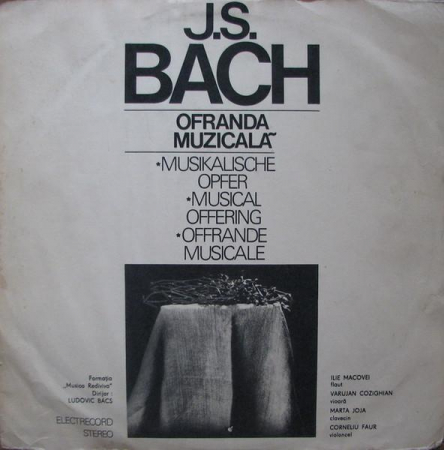 J.S.
BACH
OFRANDA
MUZICALĂ
*MUSIKALISCHE
OPFER
*MUSICAL
OFFERING
*OFFRANDE
MUSICALE
Formația
„Musica Rediviva"
Dirijor :
LUDOVIC BACS
ELECTRECORD
STEREO
ILIE MACOVEI
flaut
VARUJAN COZIGHIAN
vioară
MARTA JOJA
clavecin
CORNELIU FAUR
violoncel